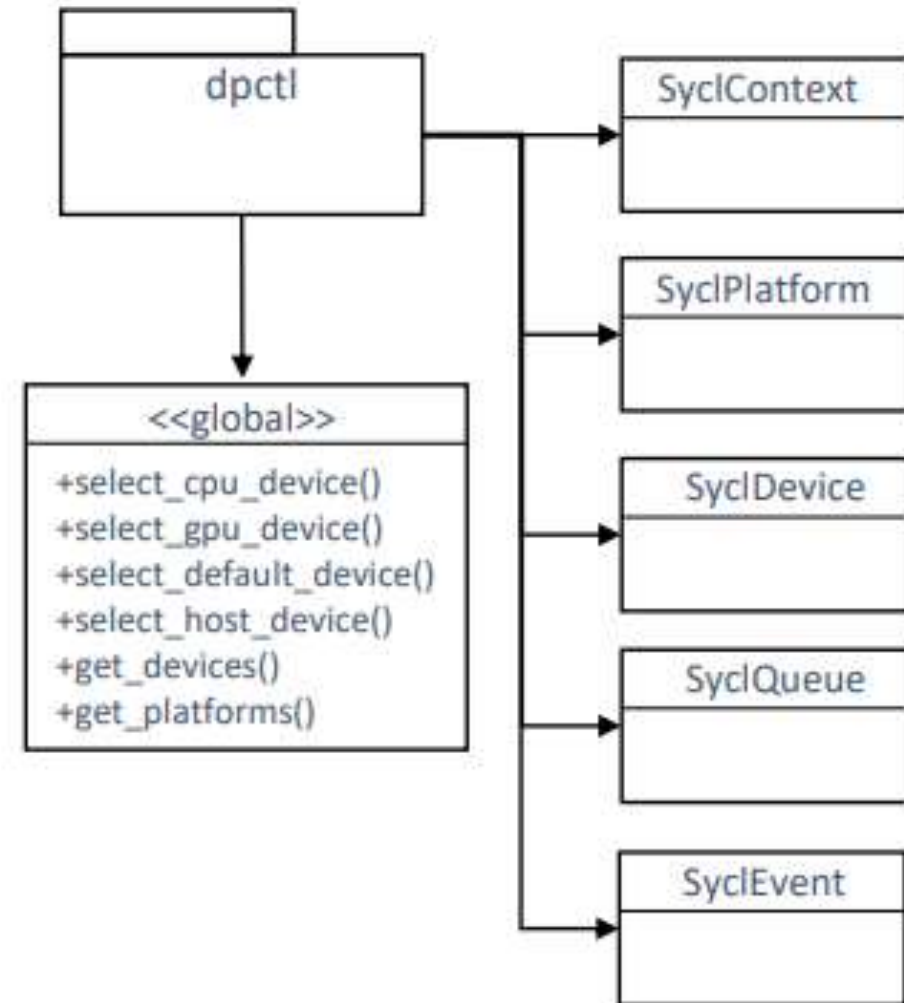 dpctl
<<global>>
+select_cpu_device()
+select_gpu_device()
+select_default_device()
+select_host_device()
+get_devices()
+get_platforms()
SyclContext
SyclPlatform
SyclDevice
SyclQueue
SyclEvent